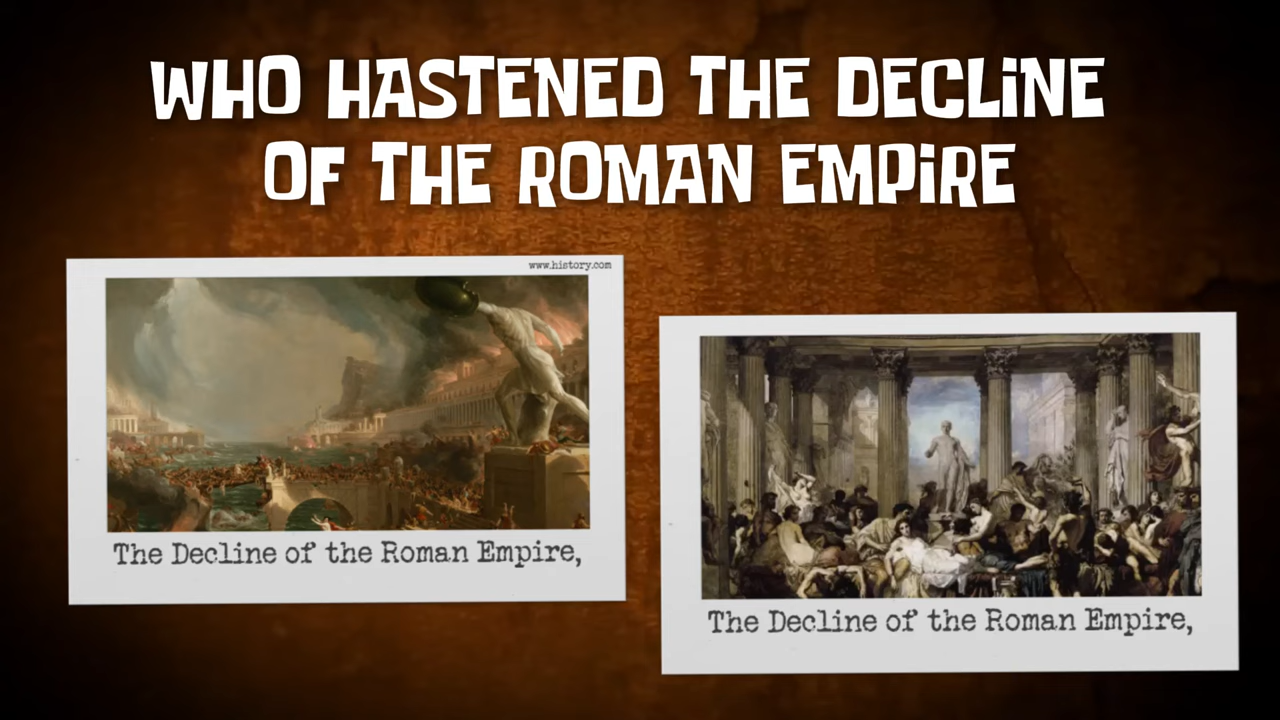 WHO HASTENED THE DECLINE
OF THE ROMAN EMPIRE
www.history.com
The Decline of the Roman Empire,
The Decline of the Roman Empire,